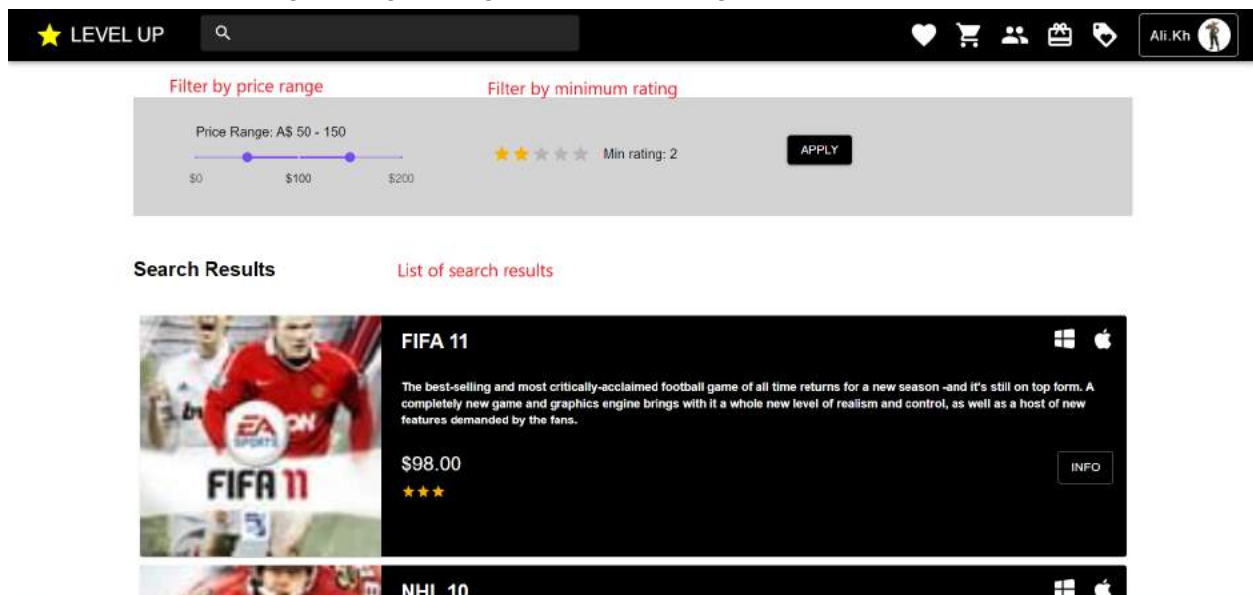 LEVEL UP
Ali.Kh
Filter by price range
Filter by minimum rating
Price Range: A$ 50 - 150
Min rating: 2
APPLY
$0
$100
$200
Search Results
List of search results
EA
SPORTS
FIFA 11
FIFA 11
The best-selling and most critically-acclaimed football game of all time returns for a new season -and it's still on top form. A
completely new game and graphics engine brings with it a whole new level of realism and control, as well as a host of new
features demanded by the fans.
$98.00
INFO
NHL 10